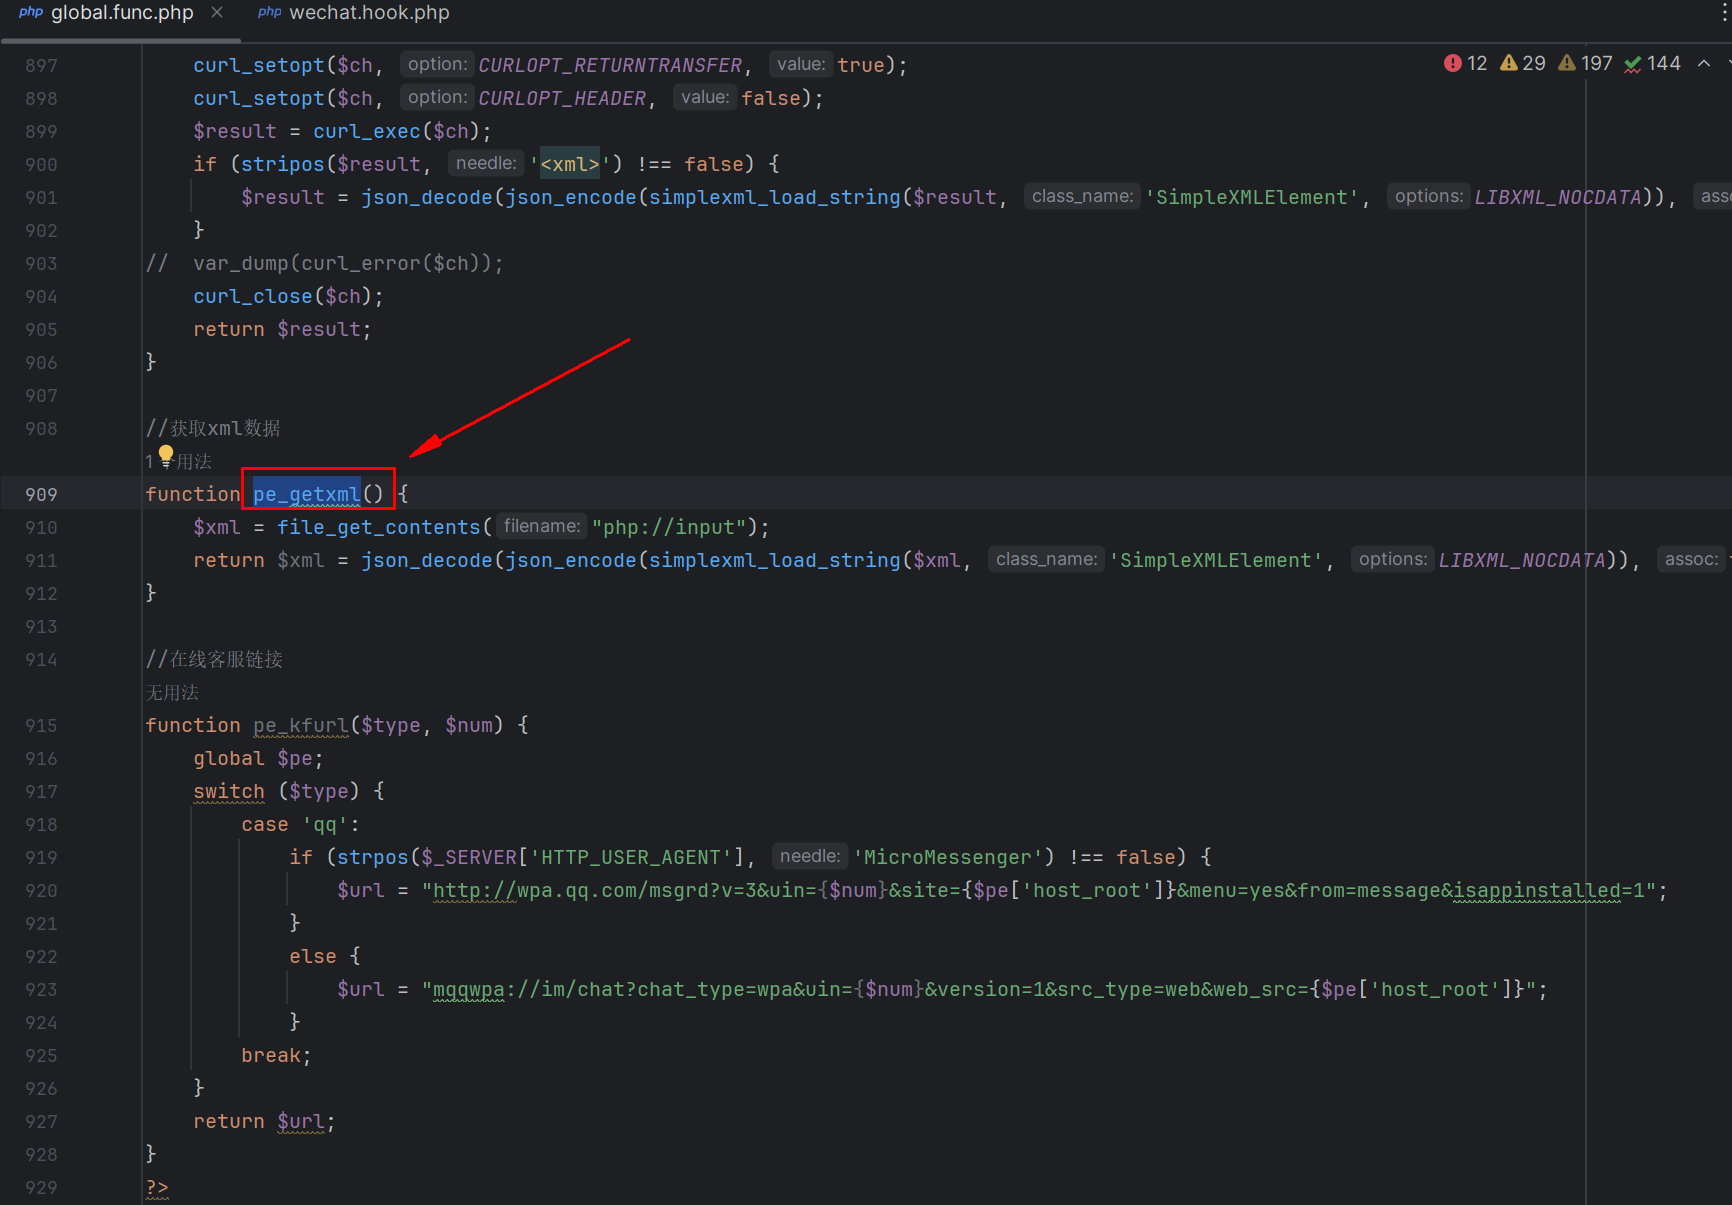 php global.func.php × php wechat.hook.php
12 29 197 144
897 curl_setopt($ch, option: CURLOPT_RETURNTRANSFER, value: true);
898 curl_setopt($ch, option: CURLOPT_HEADER, value: false);
899 $result = curl_exec($ch);
900 if (stripos($result, needle: '<xml>') !== false) {
901 $result = json_decode(json_encode(simplexml_load_string($result, class_name: 'SimpleXMLElement', options: LIBXML_NOCDATA)),
902 }
903 // var_dump(curl_error($ch));
904 curl_close($ch);
905 return $result;
906 }
907
908 //获取xml数据
1个用法
909 function pe_getxml() {
910 $xml = file_get_contents( filename: "php://input");
911 return $xml = json_decode(json_encode(simplexml_load_string($xml, class_name: 'SimpleXMLElement', options: LIBXML_NOCDATA)), assoc:
912 }
913
914 //在线客服链接
无用法
915 function pe_kfurl($type, $num) {
916 global $pe;
917 switch ($type) {
918 case 'qq':
919 if (strpos($_SERVER['HTTP_USER_AGENT'], needle: 'MicroMessenger') !== false) {
920 $url = "http://wpa.qq.com/msgrd?v=3&uin={$num}&site={$pe['host_root']}&menu=yes&from=message&isappinstalled=1";
921 }
922 else {
923 $url = "mqqwpa://im/chat?chat_type=wpa&uin={$num}&version=1&src_type=web&web_src={$pe['host_root']}";
924 }
925 break;
926 }
927 return $url;
928 }
929 ?>